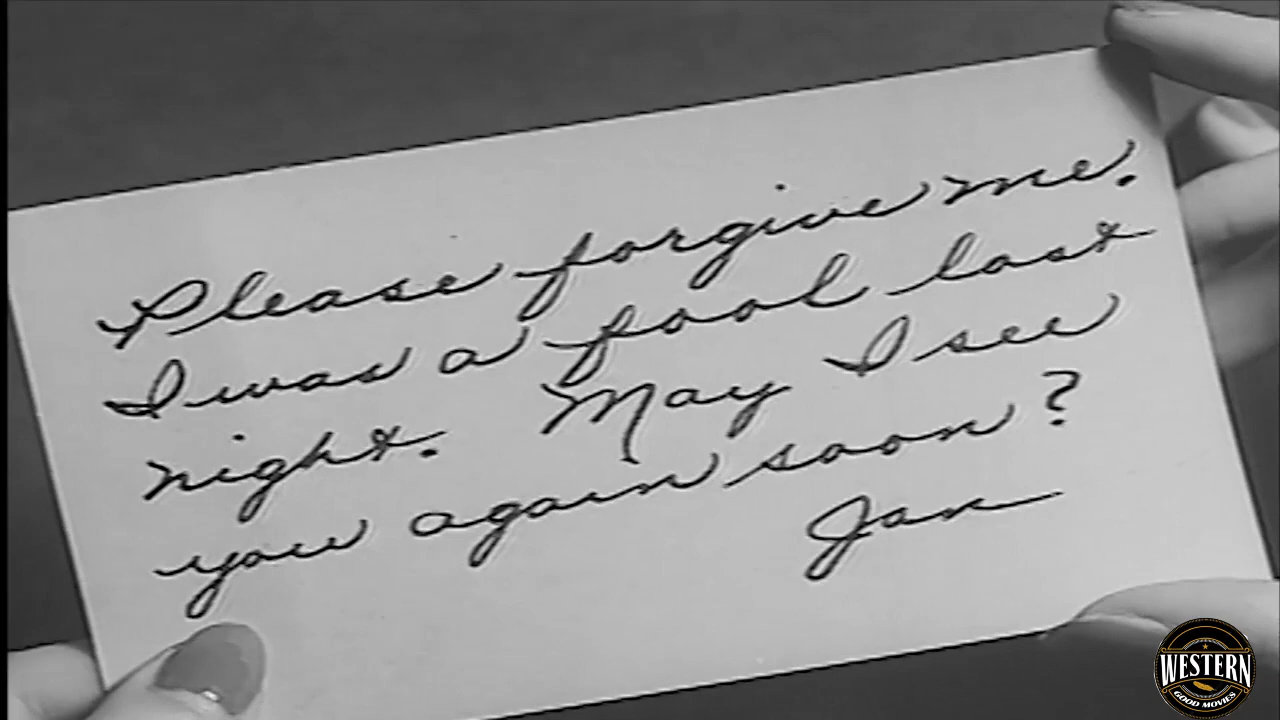 Please forgive me.
I was a fool last
night. May I see
you again soon?
Jan
WESTERN
GOOD MOVIES